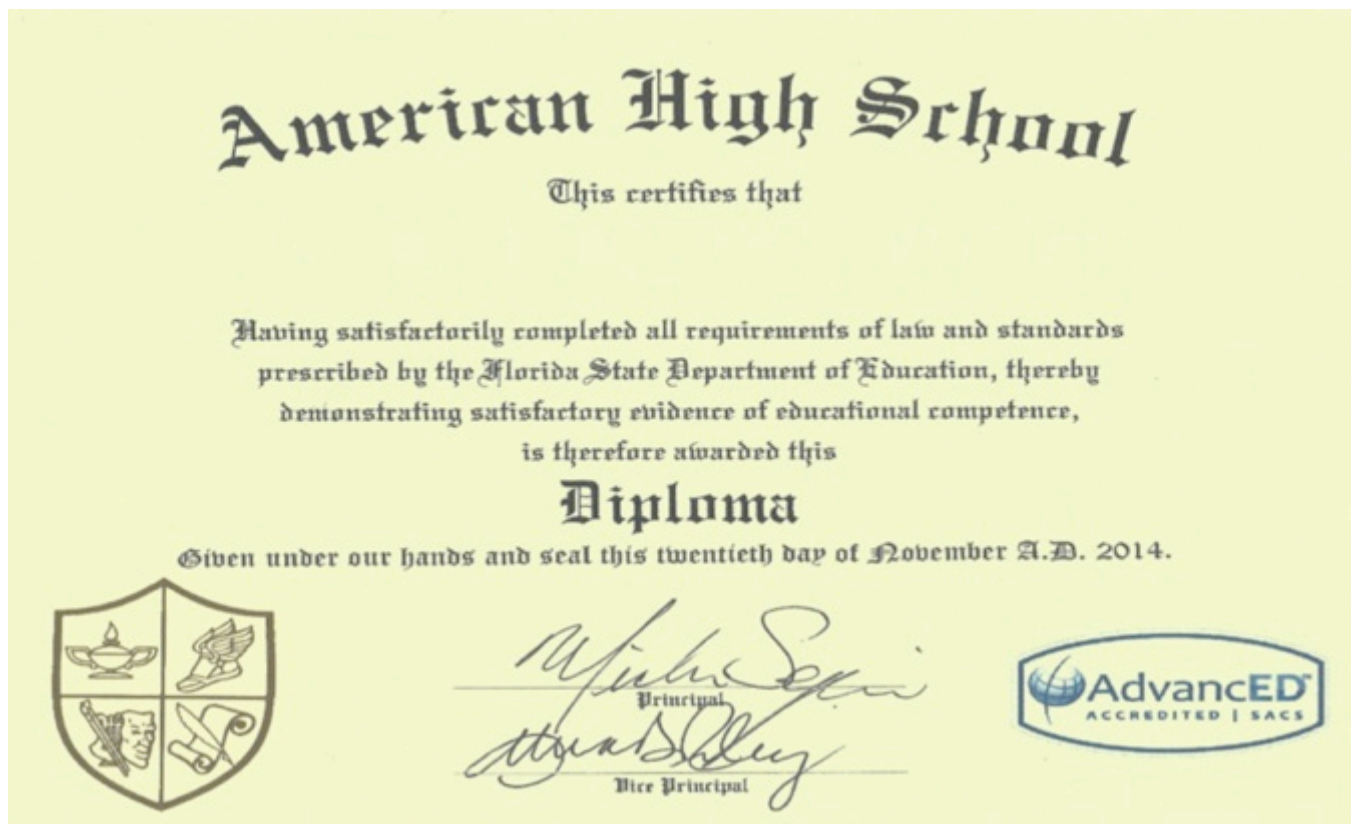 American High School
This certifies that
Having satisfactorily completed all requirements of law and standards
prescribed by the Florida State Department of Education, thereby
demonstrating satisfactory evidence of educational competence,
is therefore awarded this
Diploma
Given under our hands and seal this twentieth day of November A.D. 2014.
Principal
Vice Principal
AdvancED™
ACCREDITED | SACS